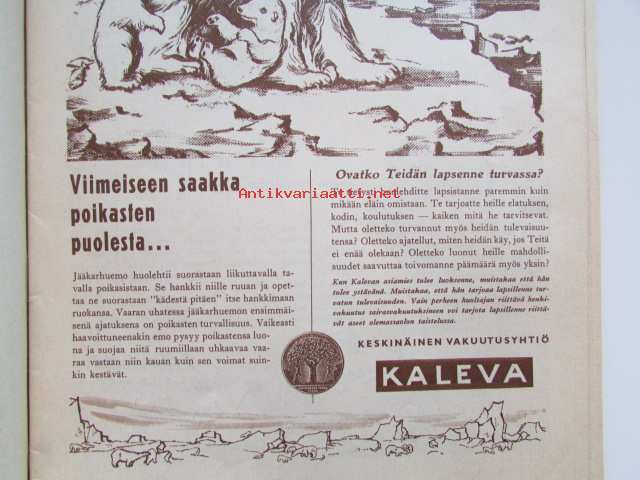 Viimeiseen saakka
poikasten
puolesta...
Jääkarhuemo huolehtii suorastaan liikuttavalla ta-
valla poikasistaan. Se hankkii niille ruuan ja opet-
taa ne suorastaan "kädestä pitäen" itse hankkimaan
ruokansa. Vaaran uhatessa jääkarhuemon ensimmäi-
senä ajatuksena on poikasten turvallisuus. Vaikeasti
haavoittuneenakin emo pysyy poikastensa luo-
na ja suojaa niitä ruumiillaan uhkaavaa vaa-
raa vastaan niin kauan kuin sen voimat suin-
kin kestävät.
Antikvariaatti.net
Ovatko Teidän lapsenne turvassa?
huolehditte lapsistanne paremmin kuin
mikään eläin omistaan. Te tarjoatte heille elatuksen,
kodin, koulutuksen — kaiken mitä he tarvitsevat.
Mutta oletteko turvannut myös heidän tulevaisuu-
tensa? Oletteko ajatellut, miten heidän käy, jos Teitä
ei enää olekaan? Oletteko luonut heille mahdolli-
suudet saavuttaa toivomanne päämäärä myös yksin?
Kun Kalevan asiamies tulee luoksenne, muistakaa että hän
tulee ystävänä. Muistakaa, että hän tarjoaa lapsillenne tur-
vatun tulevaisuuden. Vain perheen huoltajan riittävä henki-
vakuutus sairasvakuutuksineen voi tarjota lapsillenne riittä-
vät aseet olemassaolon taistelussa.
KESKINÄINEN VAKUUTUSYHTIÖ
KALEVA